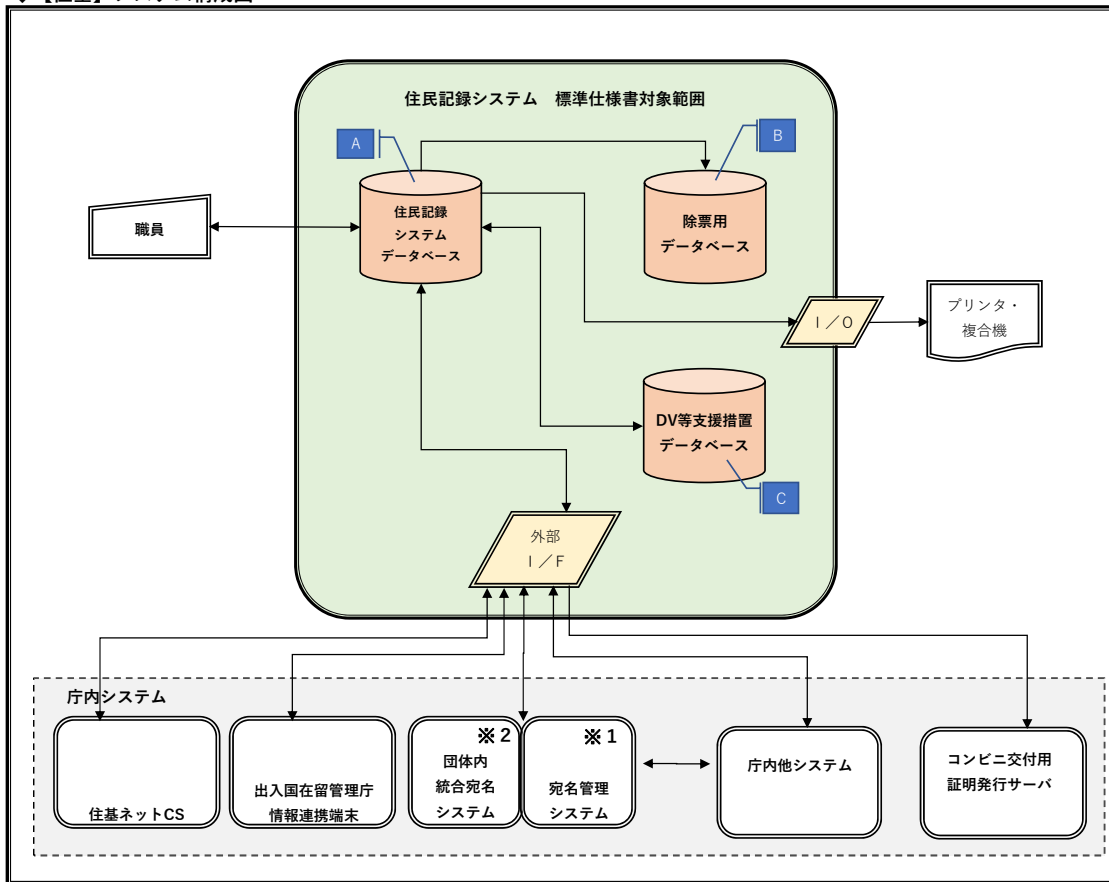 住民記録システム　標準仕様書対象範囲
A
B
住民記録
システム
データベース
除票用
データベース
職員
I／O
プリンタ・
複合機
DV等支援措置
データベース
C
外部
I／F
庁内システム
住基ネットCS
出入国在留管理庁
情報連携端末
※2
団体内
統合宛名
システム
※1
宛名管理
システム
庁内他システム
コンビニ交付用
証明発行サーバ